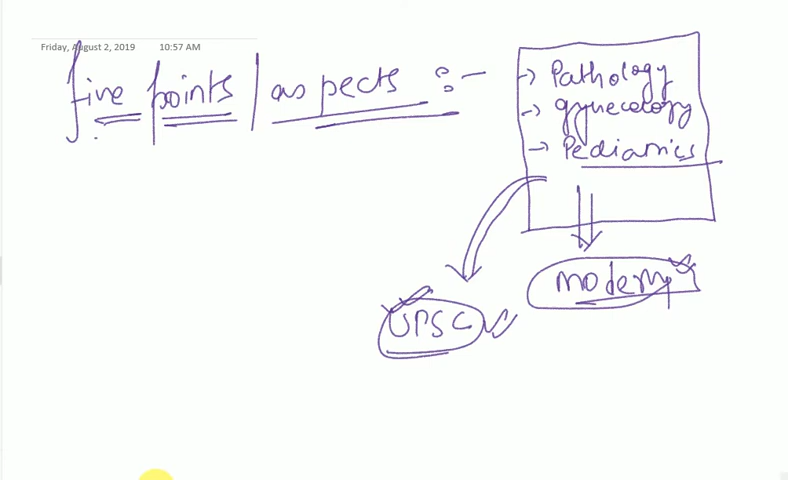 Friday, August 2, 2019 10:57 AM
five points | aspects :-
→ Pathology
→ Gynecology
→ Pediatrics
modern
UPSC